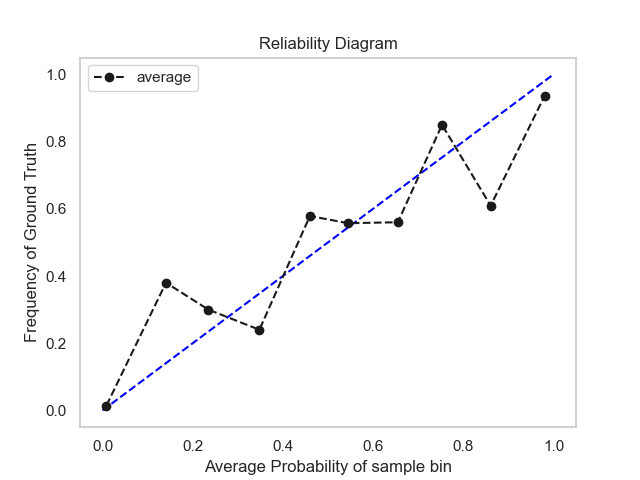 Reliability Diagram
average
Frequency of Ground Truth
1.0
0.8
0.6
0.4
0.2
0.0
0.0 0.2 0.4 0.6 0.8 1.0
Average Probability of sample bin